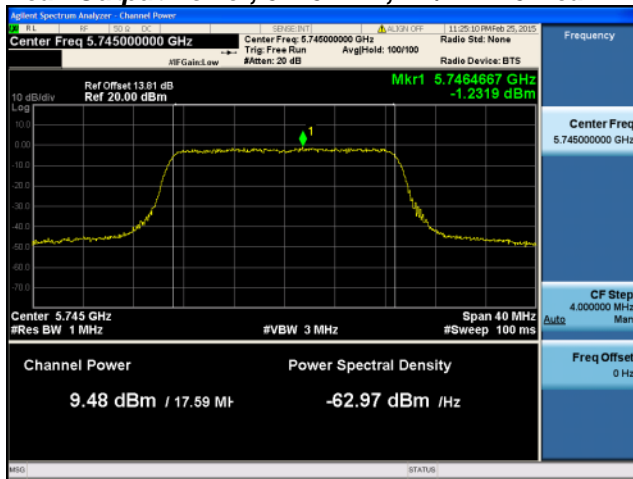 Agilent Spectrum Analyzer - Channel Power
RL RF 50 Ω DC SENSE:INT ALIGN OFF 11:25:10 PM Feb 25, 2015
Center Freq 5.745000000 GHz
Center Freq: 5.745000000 GHz
Radio Std: None
Trig: Free Run Avg|Hold: 100/100
#IFGain:Low #Atten: 20 dB Radio Device: BTS
Mkr1 5.7464667 GHz
-1.2319 dBm
Ref Offset 13.81 dB
10 dB/div Ref 20.00 dBm
Log
10.0
0.00
-10.0
-20.0
-30.0
-40.0
-50.0
-60.0
-70.0
1
Center 5.745 GHz Span 40 MHz
#Res BW 1 MHz #VBW 3 MHz #Sweep 100 ms
Channel Power Power Spectral Density
9.48 dBm / 17.59 MH -62.97 dBm /Hz
MSG STATUS
Frequency
Center Freq
5.745000000 GHz
CF Step
4.000000 MHz
Auto Man
Freq Offset
0 Hz